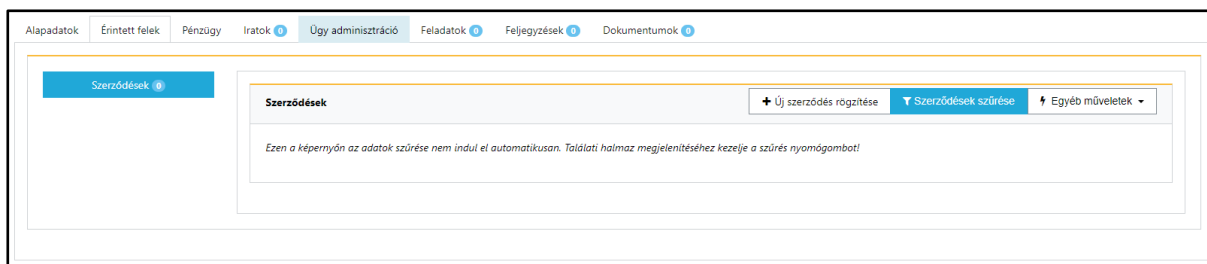 Alapadatok Érintett felek Pénzügy Iratok 0 Ügy adminisztráció Feladatok 0 Feljegyzések 0 Dokumentumok 0
Szerződések 0
Szerződések + Új szerződés rögzítése Szerződések szűrése Egyéb műveletek
Ezen a képernyőn az adatok szűrése nem indul el automatikusan. Találati halmaz megjelenítéséhez kezelje a szűrés nyomógombot!